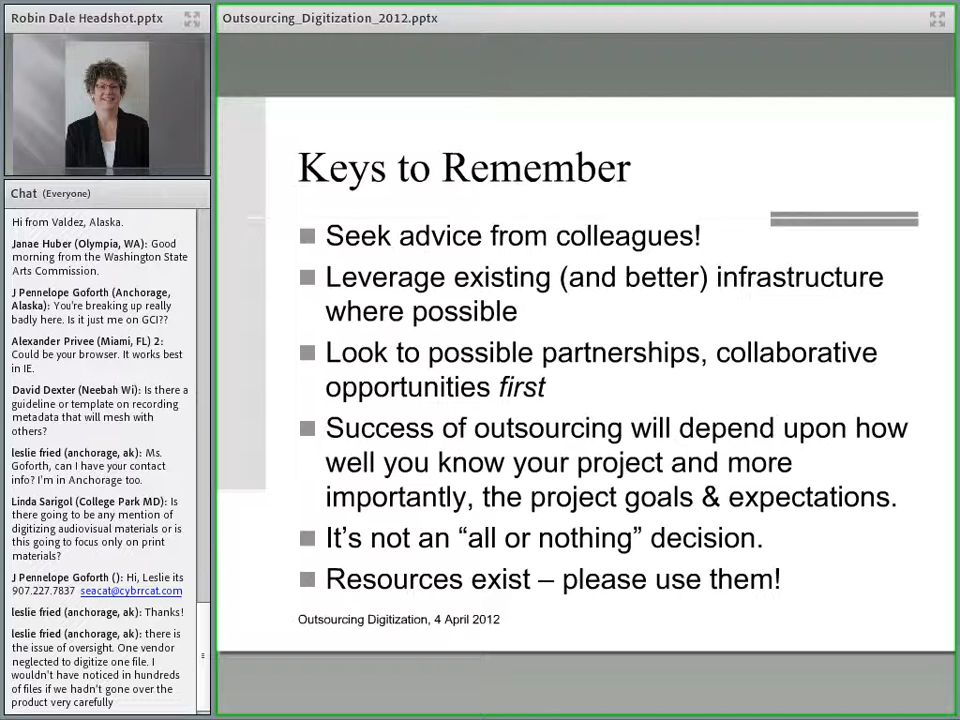 Robin Dale Headshot.pptx
Outsourcing_Digitization_2012.pptx
Chat (Everyone)
Hi from Valdez, Alaska.
Janae Huber (Olympia, WA): Good
morning from the Washington State
Arts Commission.
J Pennelope Goforth (Anchorage,
Alaska): You're breaking up really
badly here. Is it just me on GCI??
Alexander Privee (Miami, FL) 2:
Could be your browser. It works best
in IE.
David Dexter (Neebah Wi): Is there a
guideline or template on recording
metadata that will mesh with
others?
leslie fried (anchorage, ak): Ms.
Goforth, can I have your contact
info? I'm in Anchorage too.
Linda Sarigol (College Park MD): Is
there going to be any mention of
digitizing audiovisual materials or is
this going to focus only on print
materials?
J Pennelope Goforth (): Hi, Leslie its
907.227.7837 seacat@cybrrcat.com
leslie fried (anchorage, ak): Thanks!
leslie fried (anchorage, ak): there is
the issue of oversight. One vendor
neglected to digitize one file. I
wouldn't have noticed in hundreds
of files if we hadn't gone over the
product very carefully
Keys to Remember
Seek advice from colleagues!
Leverage existing (and better) infrastructure
where possible
Look to possible partnerships, collaborative
opportunities first
Success of outsourcing will depend upon how
well you know your project and more
importantly, the project goals & expectations.
It's not an “all or nothing” decision.
Resources exist – please use them!
Outsourcing Digitization, 4 April 2012